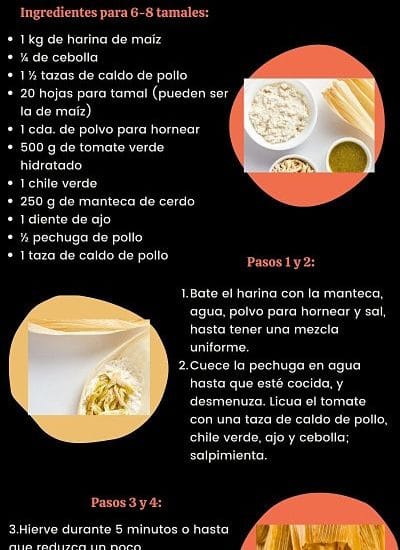 Ingredientes para 6-8 tamales:
1 kg de harina de maíz
¼ de cebolla
1 ½ tazas de caldo de pollo
20 hojas para tamal (pueden ser
la de maíz)
1 cda. de polvo para hornear
500 g de tomate verde
hidratado
1 chile verde
250 g de manteca de cerdo
1 diente de ajo
½ pechuga de pollo
1 taza de caldo de pollo
Pasos 1 y 2:
1. Bate el harina con la manteca,
agua, polvo para hornear y sal,
hasta tener una mezcla
uniforme.
2. Cuece la pechuga en agua
hasta que esté cocida, y
desmenuza. Licua el tomate
con una taza de caldo de pollo,
chile verde, ajo y cebolla;
salpimienta.
Pasos 3 y 4:
3. Hierve durante 5 minutos o hasta
que reduzca un poco